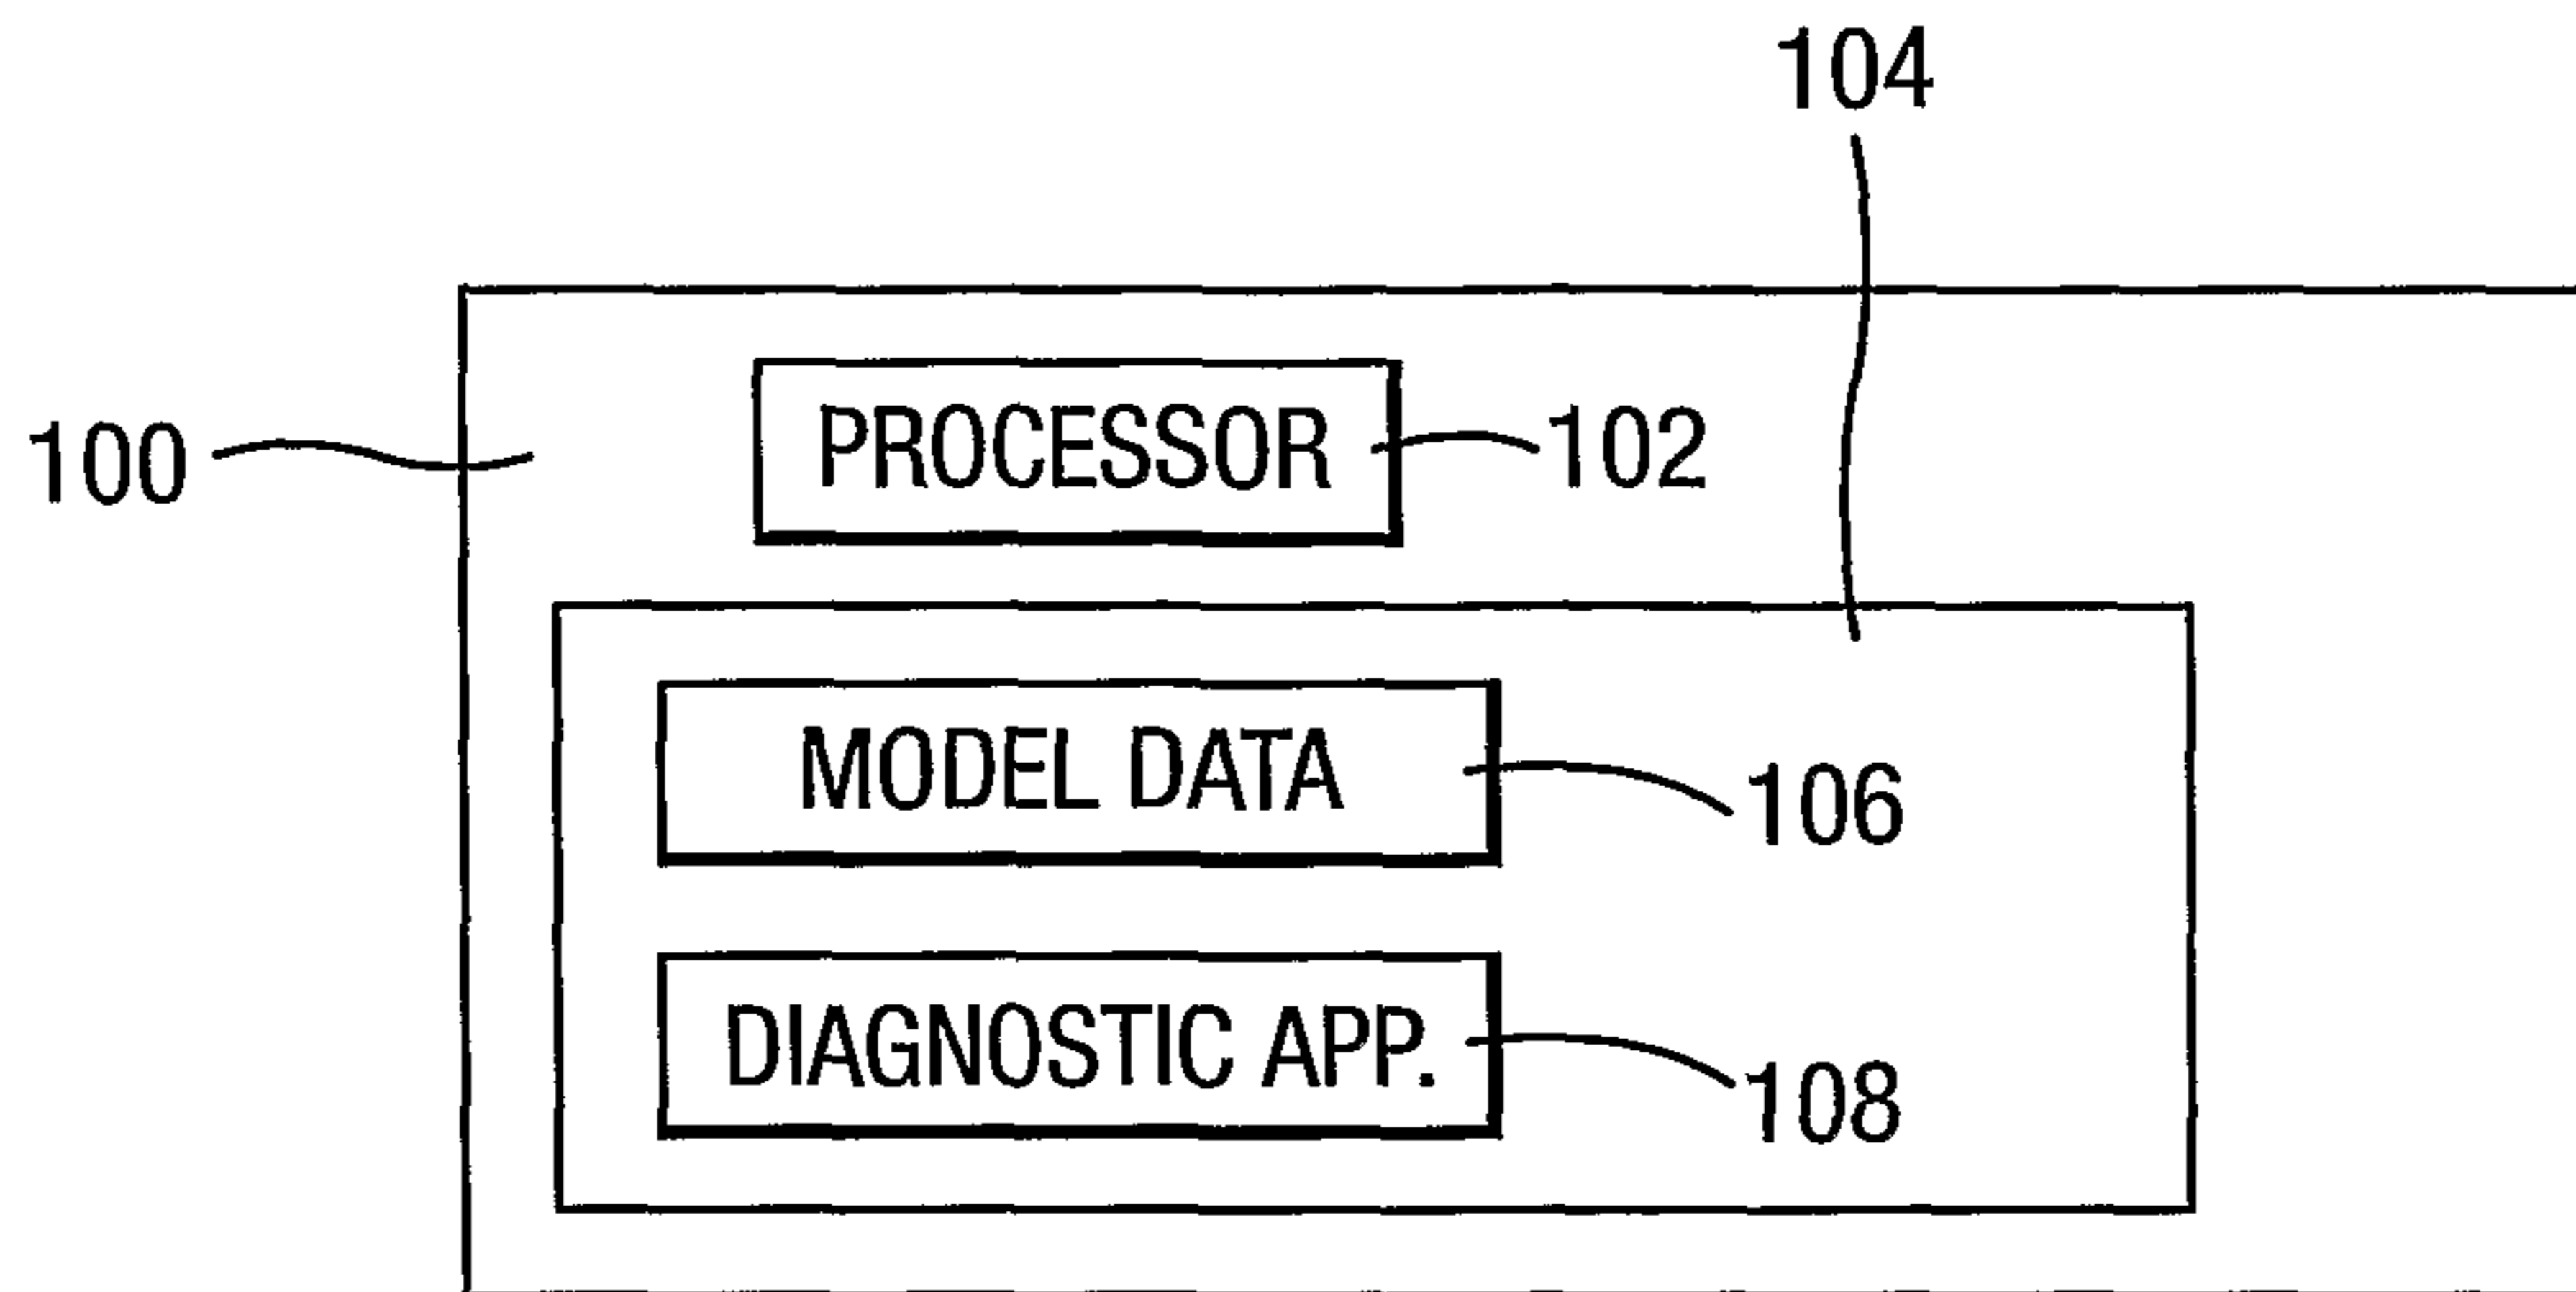 104
100
PROCESSOR
102
MODEL DATA
106
DIAGNOSTIC APP.
108